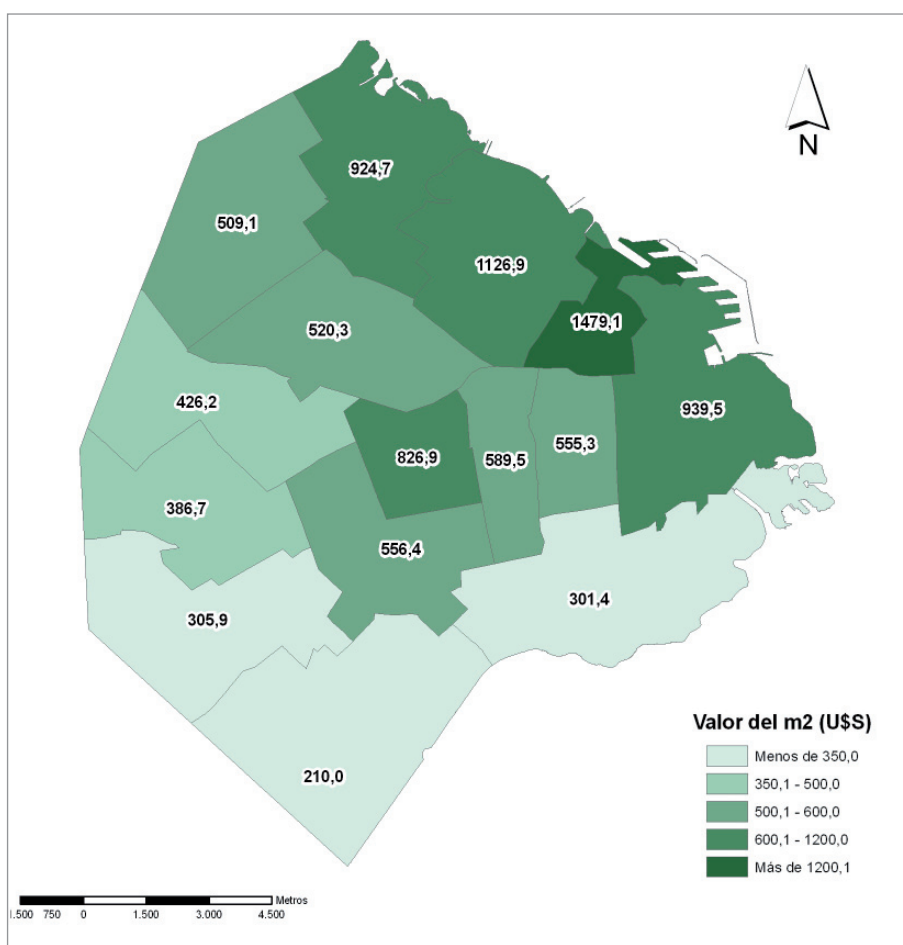 N
924,7
509,1
1126,9
1479,1
520,3
426,2
939,5
826,9
589,5
555,3
386,7
556,4
305,9
301,4
210,0
Valor del m2 (U$S)
Menos de 350,0
350,1 - 500,0
500,1 - 600,0
600,1 - 1200,0
Más de 1200,1
Metros
1.500 750 0 1.500 3.000 4.500